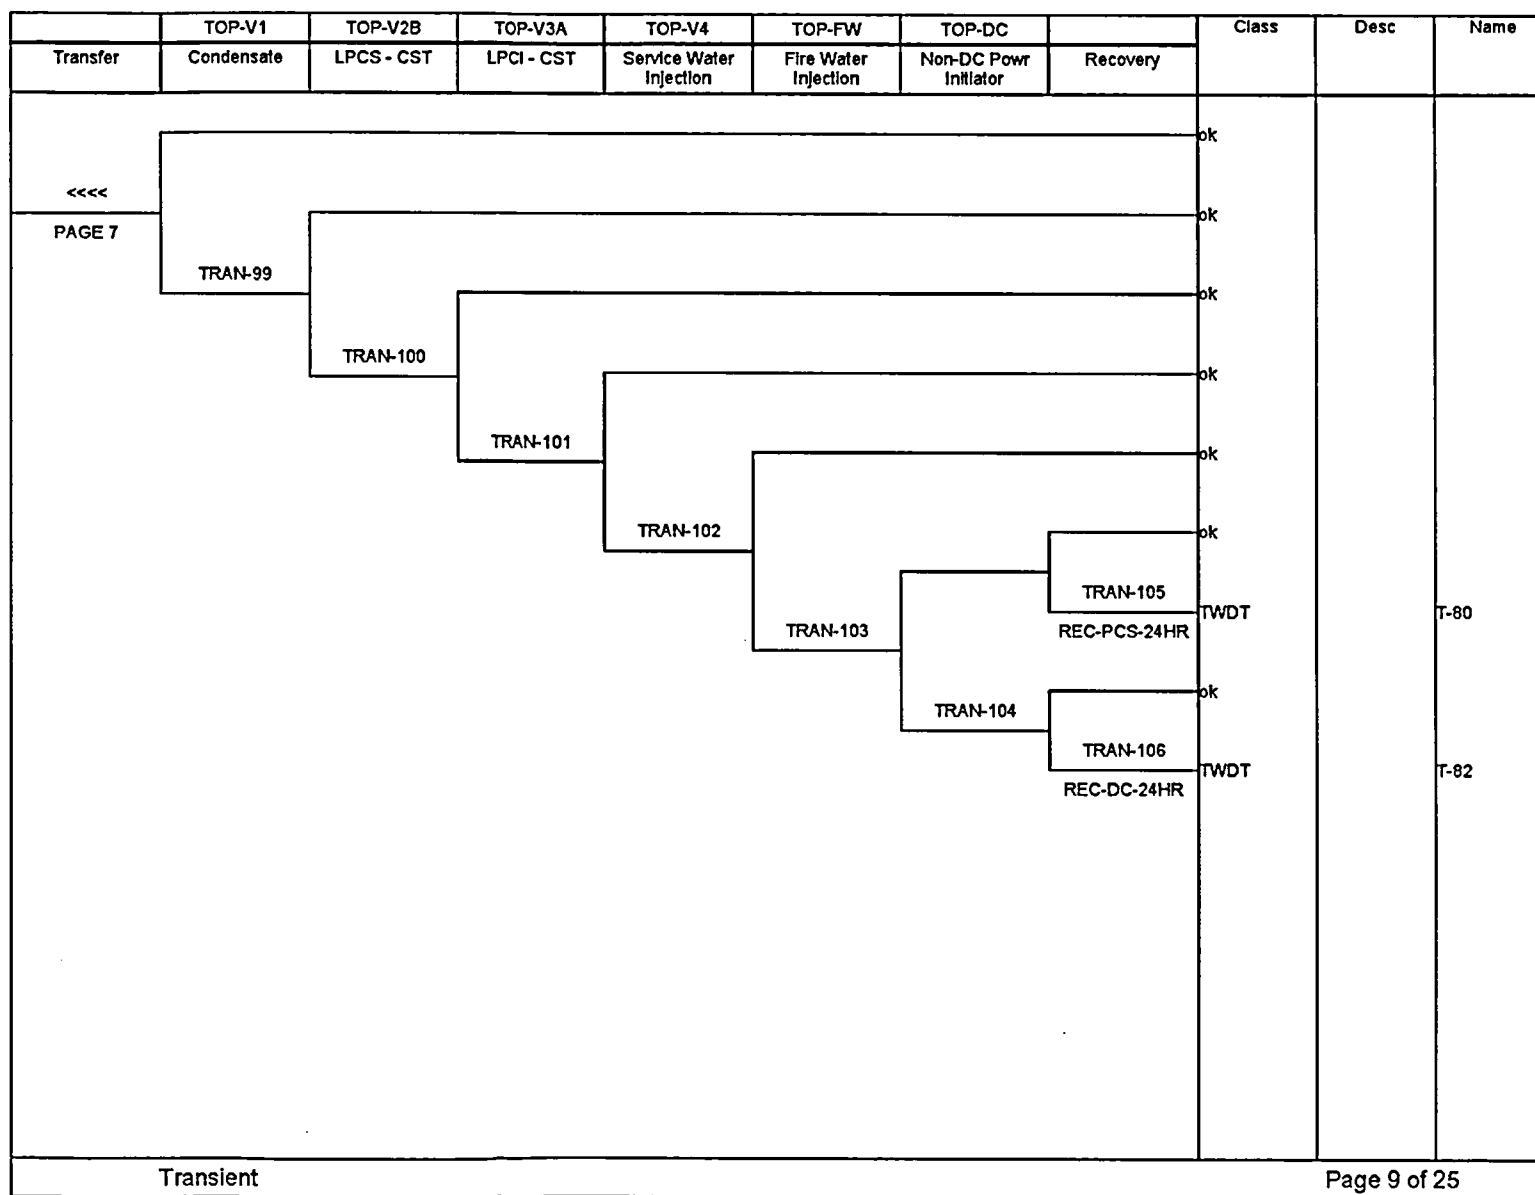 TOP-V1 TOP-V2B TOP-V3A TOP-V4 TOP-FW TOP-DC Class Desc Name
Transfer Condensate LPCS - CST LPCI - CST Service Water Injection Fire Water Injection Non-DC Powr Initiator Recovery
ok
<<<<
PAGE 7
ok
TRAN-99
ok
TRAN-100
ok
TRAN-101
ok
TRAN-102
ok
TRAN-105
TWDT T-80
TRAN-103
REC-PCS-24HR
ok
TRAN-104
TRAN-106
TWDT T-82
REC-DC-24HR
Transient Page 9 of 25